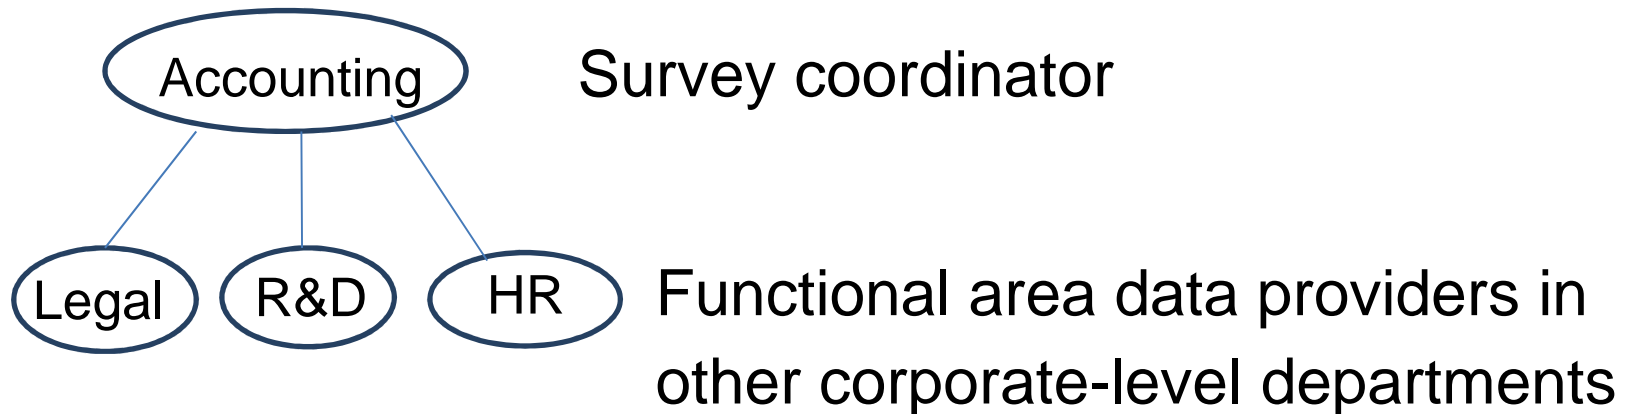 Accounting
Survey coordinator
Legal
R&D
HR
Functional area data providers in
other corporate-level departments